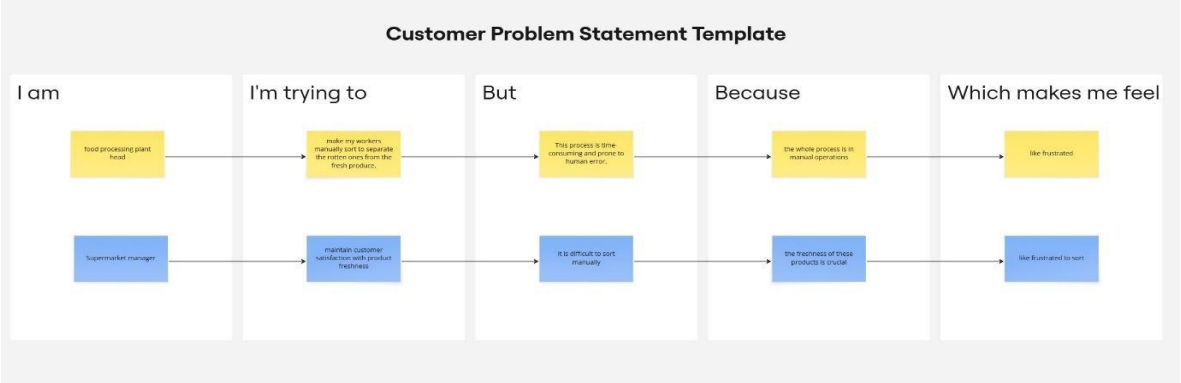 Customer Problem Statement Template
I am
I'm trying to
But
Because
Which makes me feel
food processing plant
head
make my workers
manually sort to separate
the rotten ones from the
fresh produce.
This process is time-
consuming and prone to
human error.
the whole process is in
manual operations
like frustrated
Supermarket manager
maintain customer
satisfaction with product
freshness
it is difficult to sort
manually
the freshness of these
products is crucial
like frustrated to sort